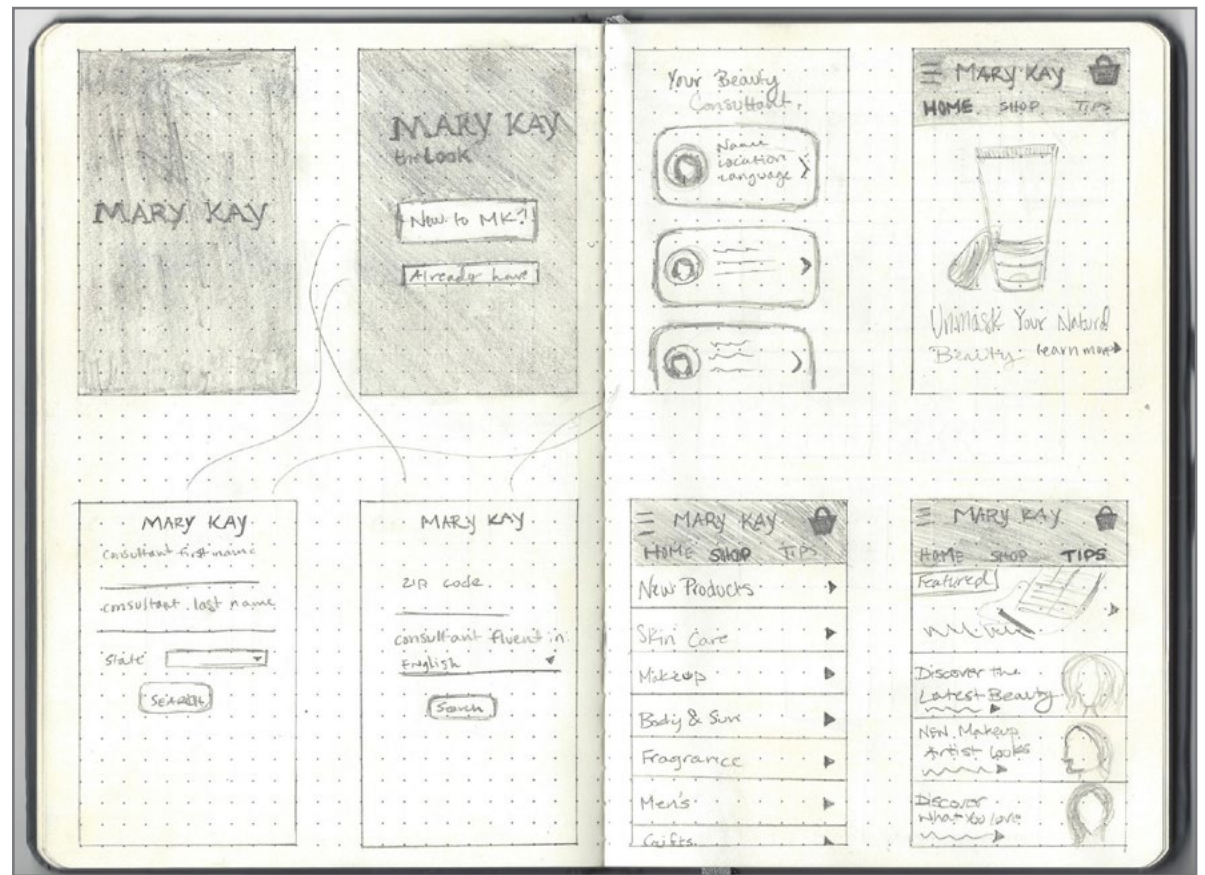 MARY KAY
MARY KAY
the Look
New to MK?!
Already have
Your Beauty
Consultant.
Name
Location
Language
MARY KAY
HOME SHOP TIPS
Unmask Your Natural
Beauty. learn more
MARY KAY
consultant first name
consultant last name
state
SEARCH
MARY KAY
ZIP code
consultant fluent in
English
Search
MARY KAY
HOME SHOP TIPS
New Products
Skin Care
Makeup
Body & Sun
Fragrance
Men's
Gifts
MARY KAY
HOME SHOP TIPS
Featured
Discover the
Latest Beauty
NEW Makeup
Artist Looks
Discover
What You Love